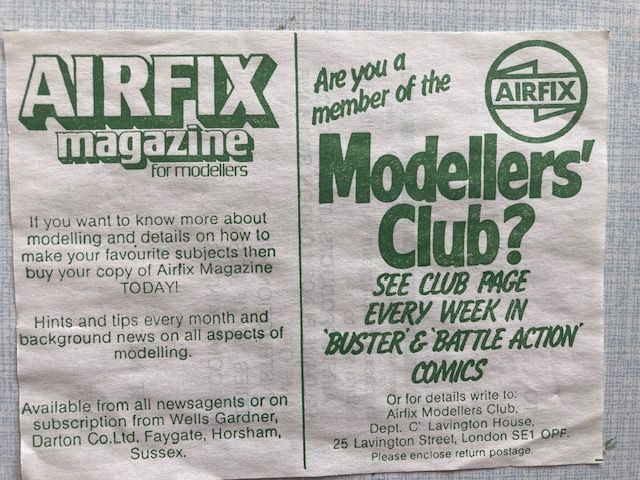 AIRFIX
magazine
for modellers
If you want to know more about
modelling and details on how to
make your favourite subjects then
buy your copy of Airfix Magazine
TODAY!
Hints and tips every month and
background news on all aspects of
modelling.
Available from all newsagents or on
subscription from Wells Gardner,
Darton Co.Ltd. Faygate, Horsham,
Sussex.
Are you a
member of the
AIRFIX
Modellers'
Club?
SEE CLUB PAGE
EVERY WEEK IN
'BUSTER' & 'BATTLE ACTION'
COMICS
Or for details write to:
Airfix Modellers Club,
Dept. C' Lavington House,
25 Lavington Street, London SE1 OPF.
Please enclose return postage.